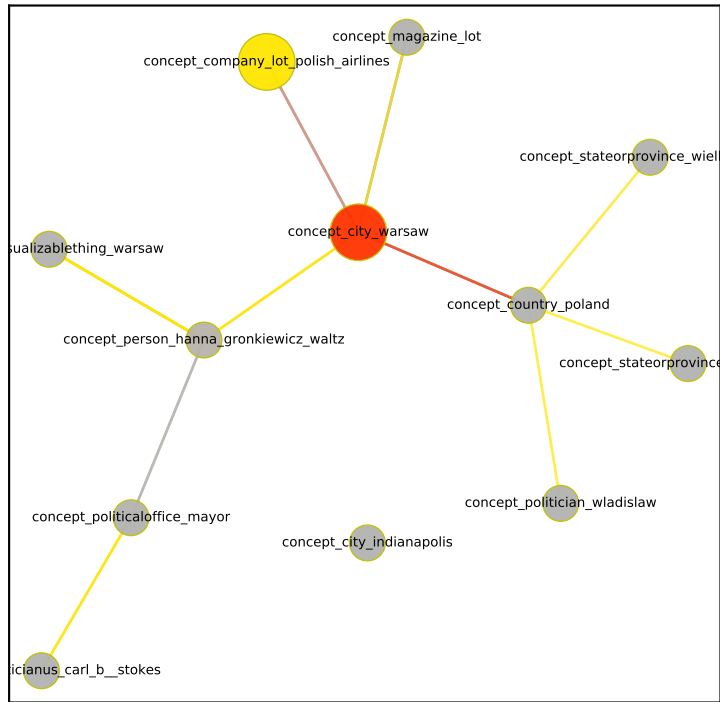 concept_magazine_lot
concept_company_lot_polish_airlines
concept_stateorprovince_wiel
concept_city_warsaw
sualizablething_warsaw
concept_country_poland
concept_person_hanna_gronkiewicz_waltz
concept_stateorprovince
concept_politician_wladislaw
concept_politicaloffice_mayor
concept_city_indianapolis
ticianus_carl_b__stokes